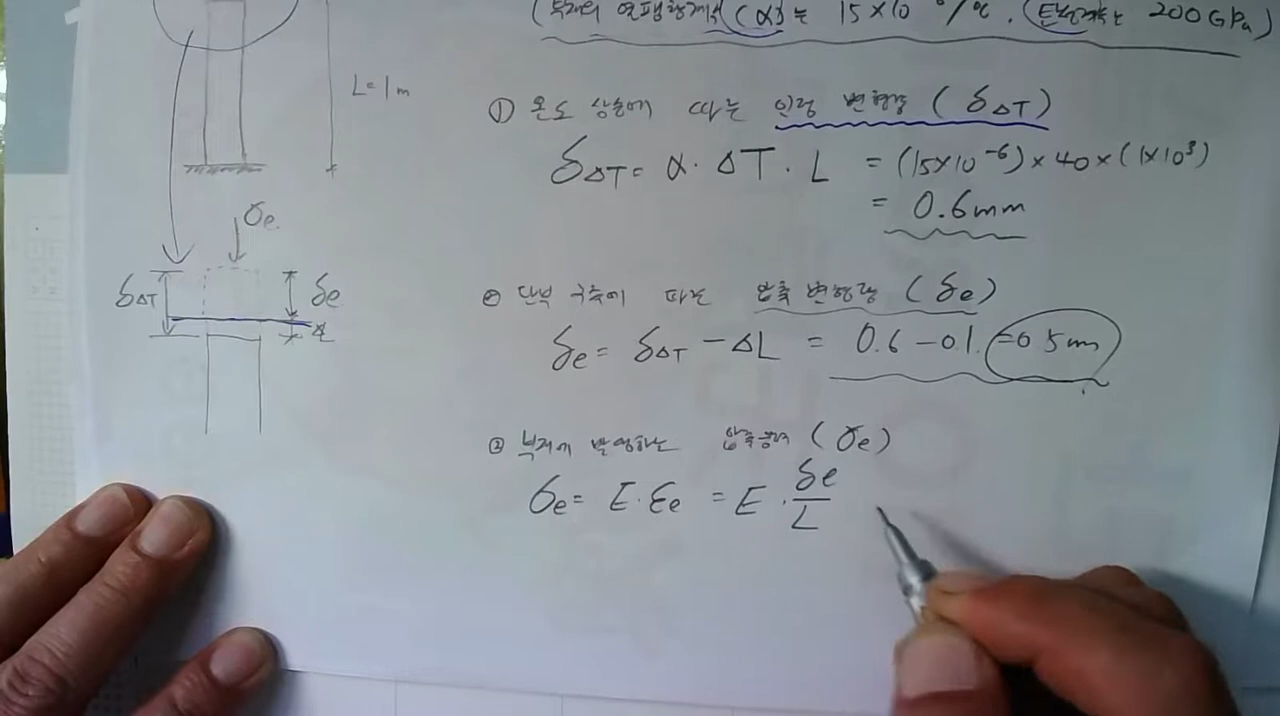 (부재의 열팽창계수(α)는 15×10⁻⁶/℃. (탄성계수는 200GPa)
L=1m
① 온도 상승에 따른 인장 변형량 (δΔT)
δΔT = α · ΔT · L = (15×10⁻⁶)×40×(1×10³)
= 0.6mm
σe
② 단부 구속에 따른 압축 변형량 (δe)
δΔT δe
δe = δΔT - ΔL = 0.6 - 0.1 = 0.5m
③ 부재에 발생하는 압축응력 (σe)
σe = E · εe = E · δe/L